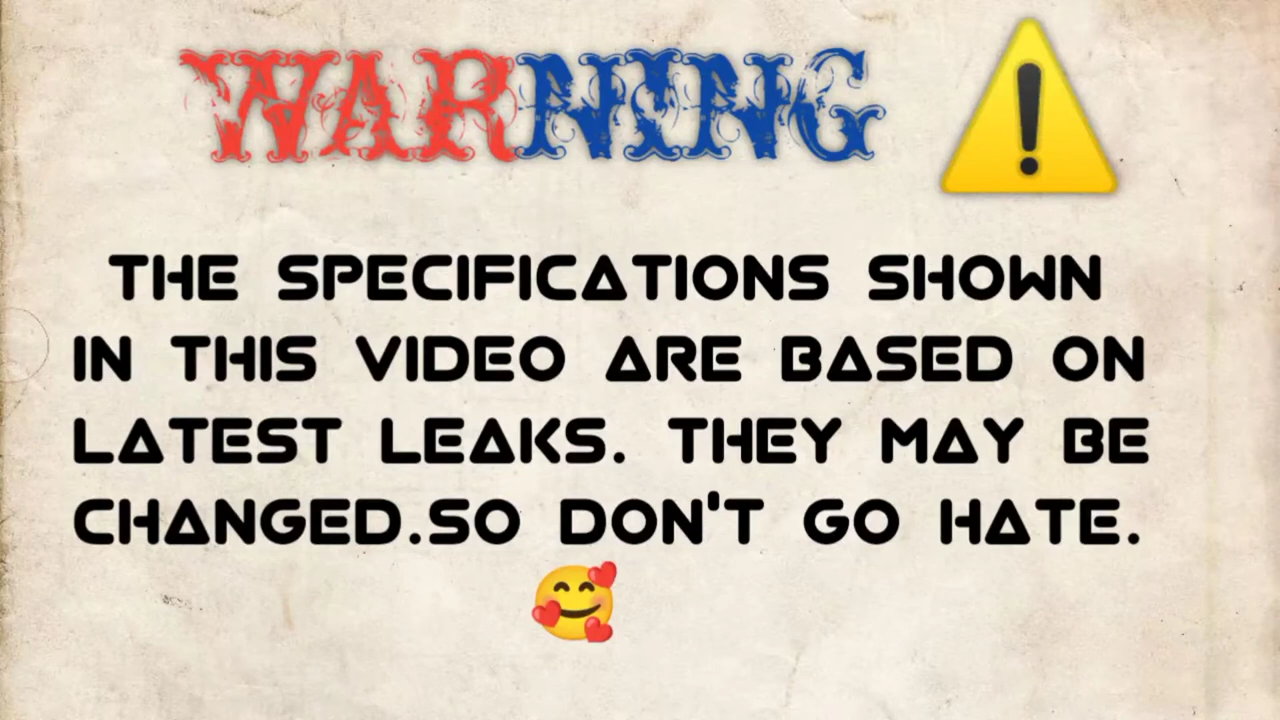 WARNING ⚠️
THE SPECIFICATIONS SHOWN
IN THIS VIDEO ARE BASED ON
LATEST LEAKS. THEY MAY BE
CHANGED.SO DON'T GO HATE.
🥰